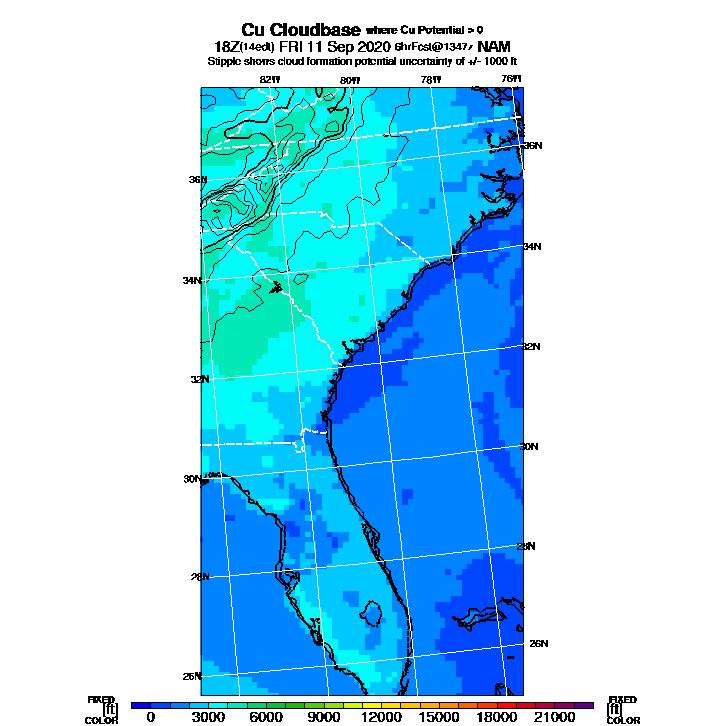 Cu Cloudbase where Cu Potential > 0
18Z(14edt) FRI 11 Sep 2020 6hrFcst@1347z NAM
Stipple shows cloud formation potential uncertainty of +/- 1000 ft
82W 80W 78W 76W
36N
36N
34N
34N
32N
32N
30N
30N
28N
28N
26N
26N
FIXED FIXED
[ft] 0 3000 6000 9000 12000 15000 18000 21000 [ft]
COLOR COLOR